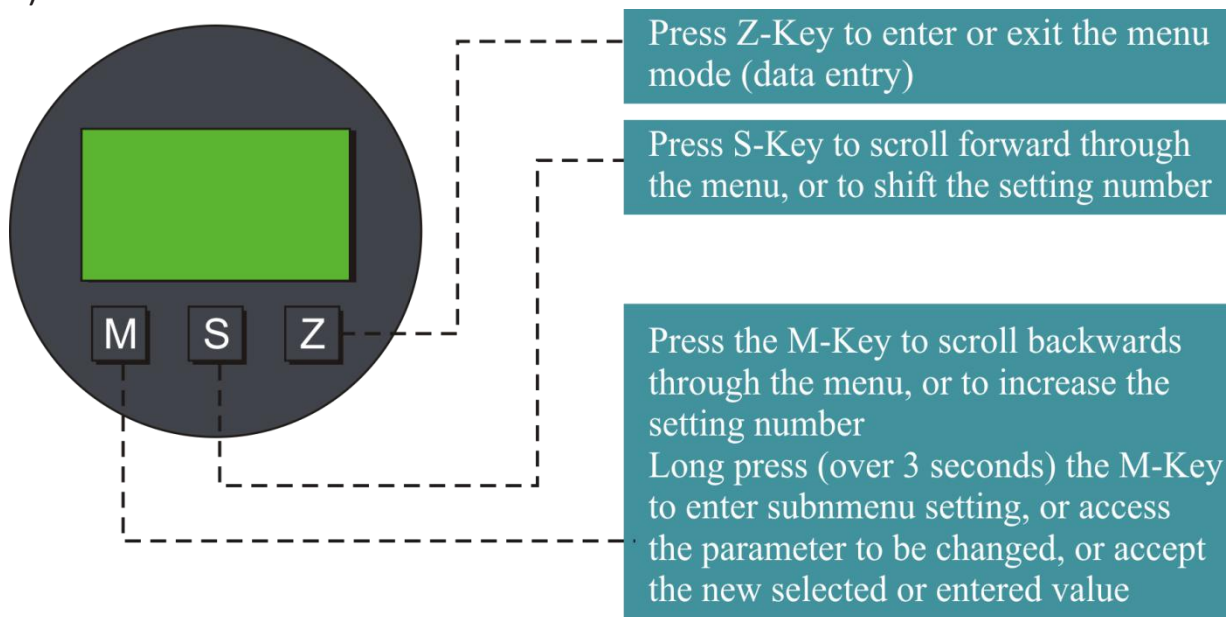 Press Z-Key to enter or exit the menu
mode (data entry)
Press S-Key to scroll forward through
the menu, or to shift the setting number
M S Z
Press the M-Key to scroll backwards
through the menu, or to increase the
setting number
Long press (over 3 seconds) the M-Key
to enter subnmenu setting, or access
the parameter to be changed, or accept
the new selected or entered value